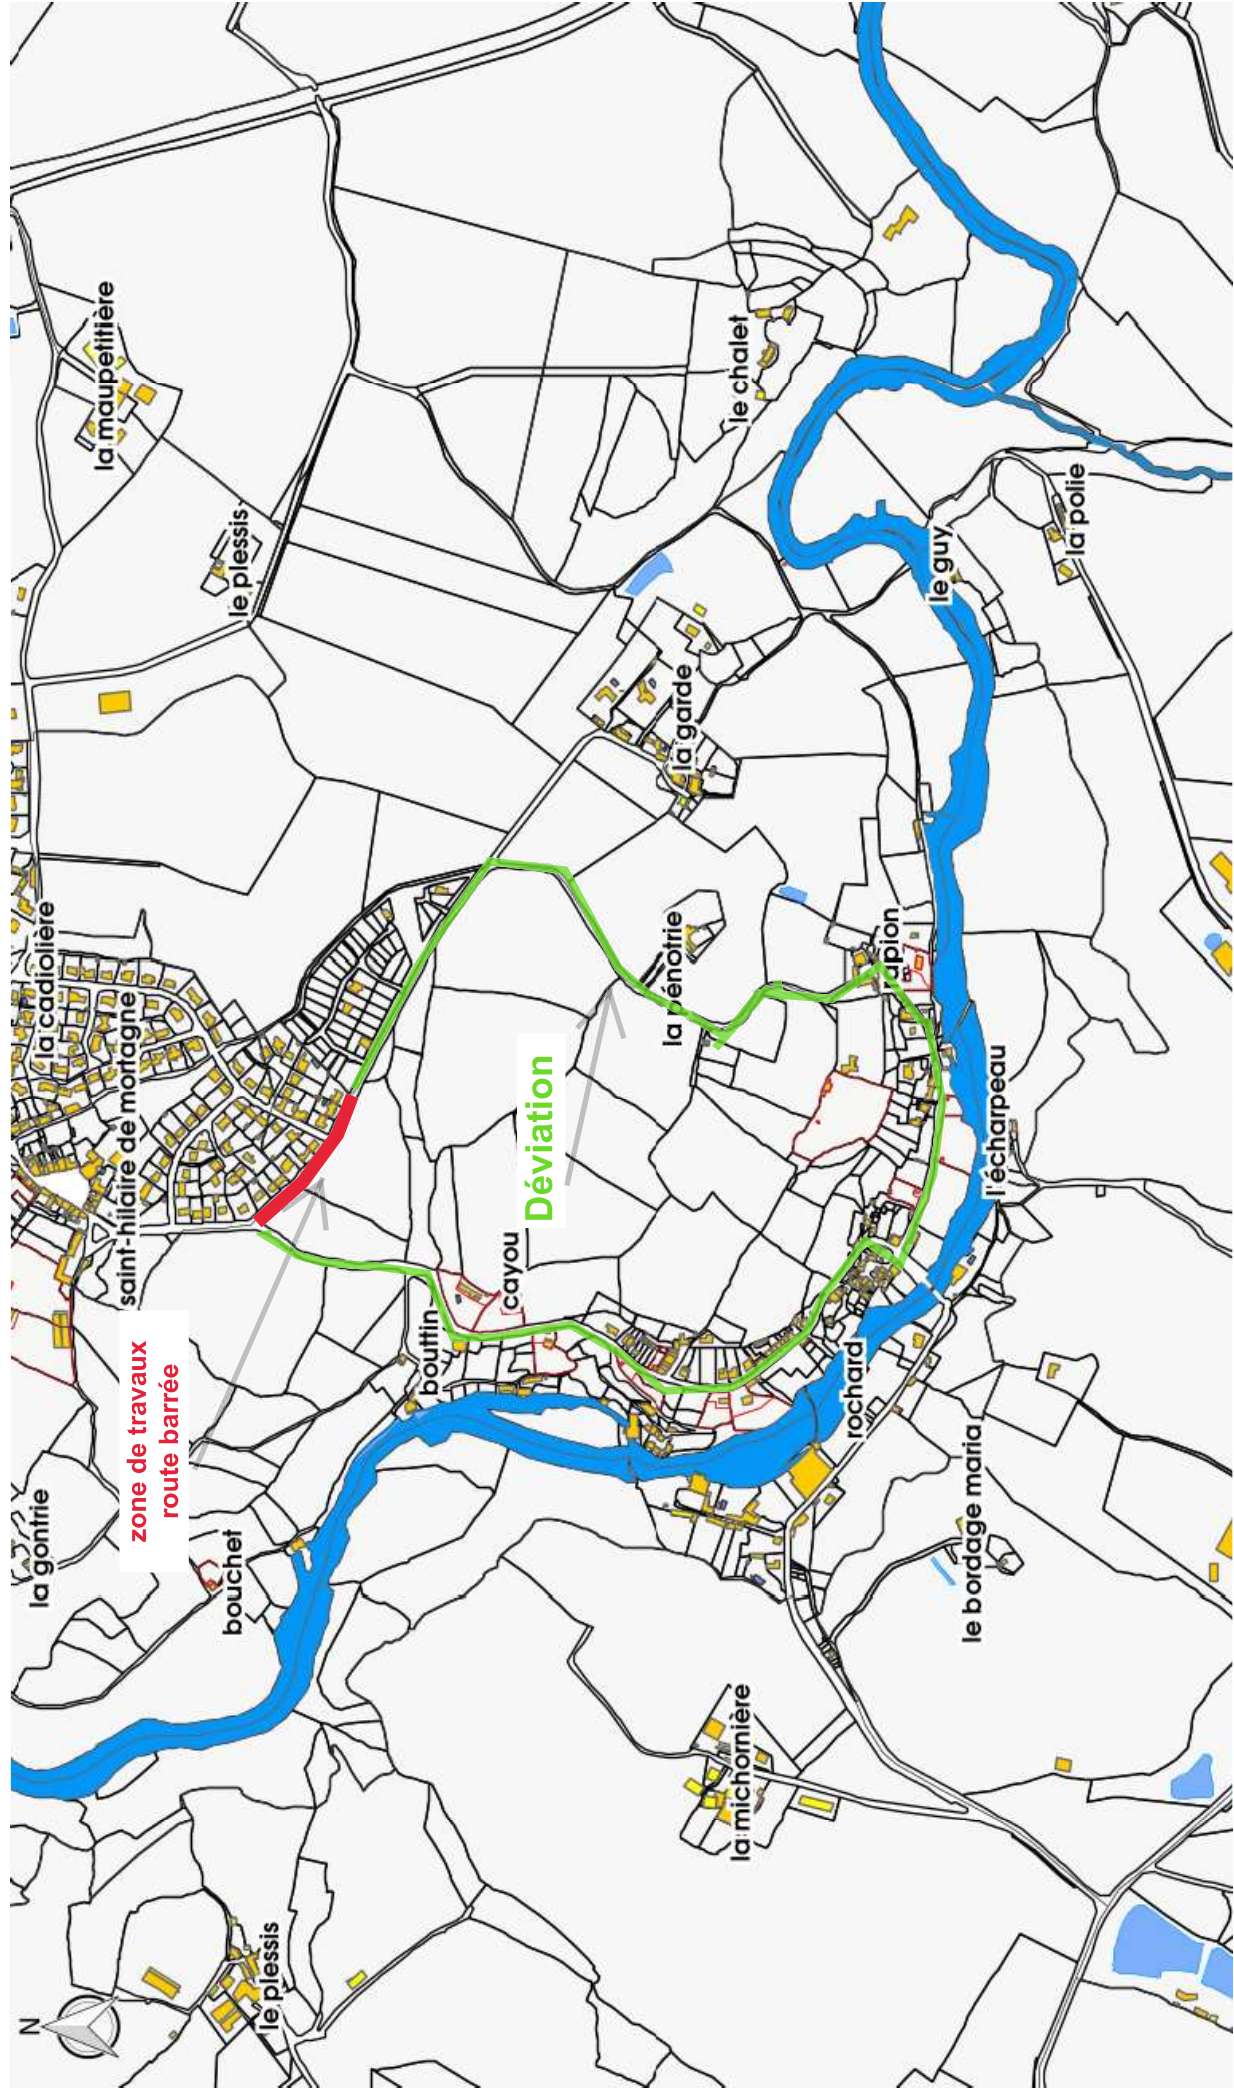 N
la gontrie
la cadiolière
la maupetitière
saint-hilaire de mortagne
zone de travaux
route barrée
bouchet
le plessis
le plessis
bouttin
cayou
Déviation
la pénotrie
la garde
la michornière
le chalet
rochard
rapion
le guy
le bordage maria
l'écharpeau
la polie